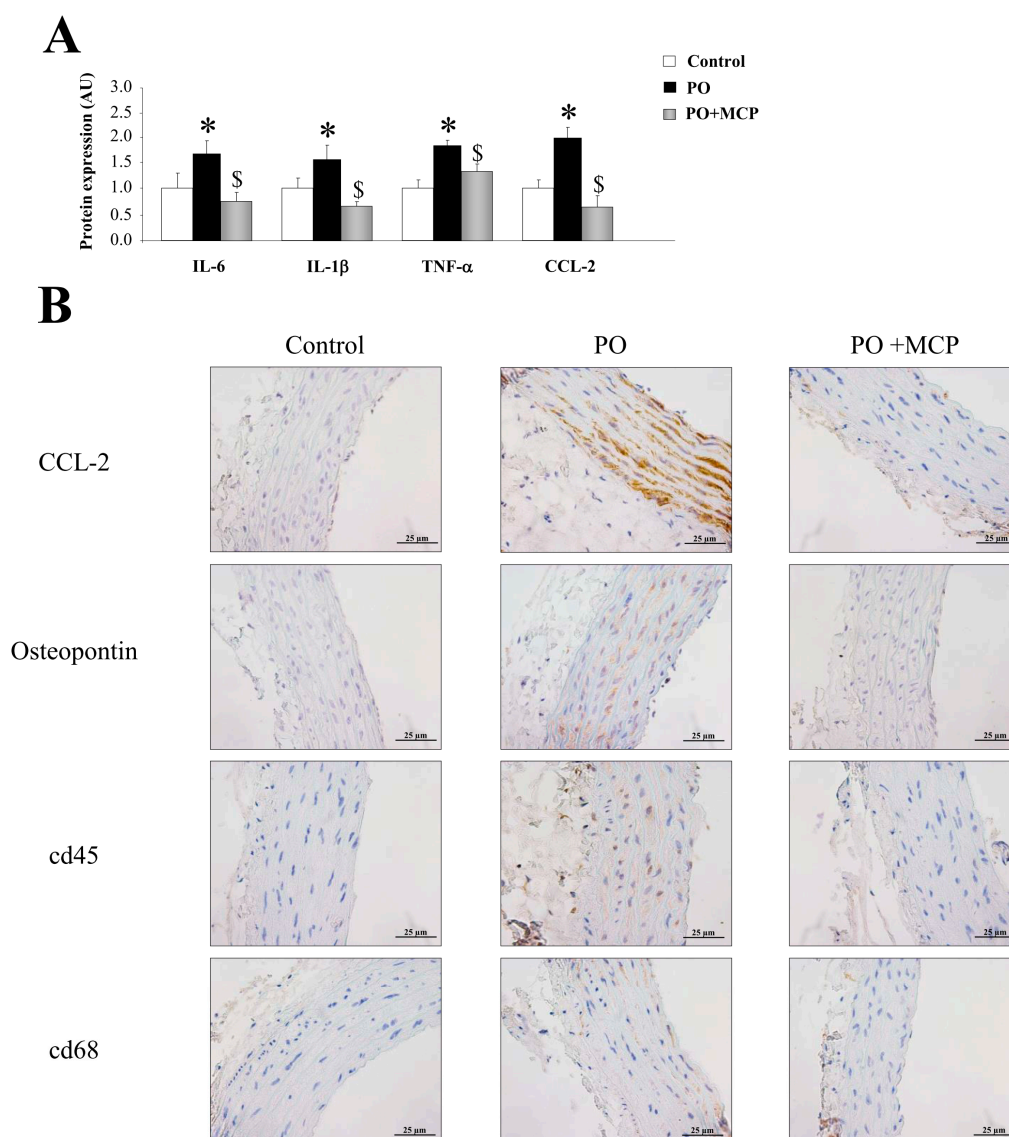 A
Protein expression (AU)
3.0
2.5
2.0
1.5
1.0
0.5
0.0
* $ * $ * $ * $
IL-6 IL-1β TNF-α CCL-2
Control
PO
PO+MCP
B
Control PO PO +MCP
CCL-2
25 µm 25 µm 25 µm
Osteopontin
25 µm 25 µm 25 µm
cd45
25 µm 25 µm 25 µm
cd68
25 µm 25 µm 25 µm